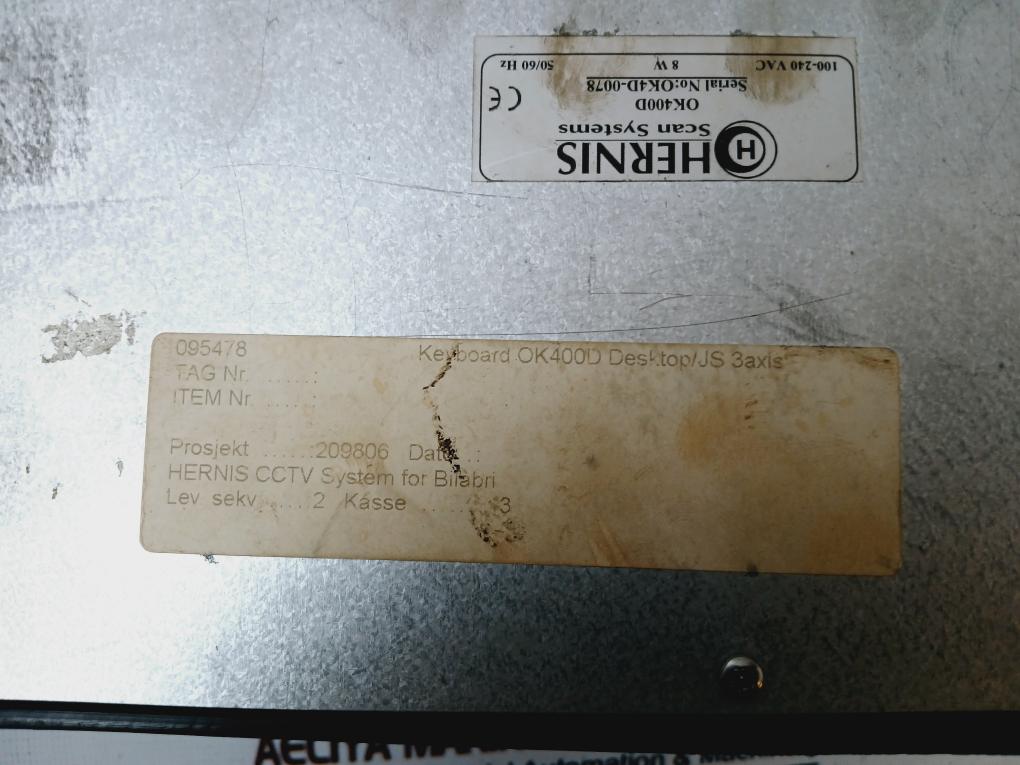 HERNIS
Scan Systems
OK400D
Serial No:OK4D-0078
100-240 VAC 8 W 50/60 Hz
CE
H
095478 Keyboard OK400D Desktop/JS 3axis
TAG Nr. ......:
ITEM Nr. .....:
Prosjekt ......:209806 Dato ..:
HERNIS CCTV System for Bilabri
Lev sekv......:2 Kasse ......:3
Automation &